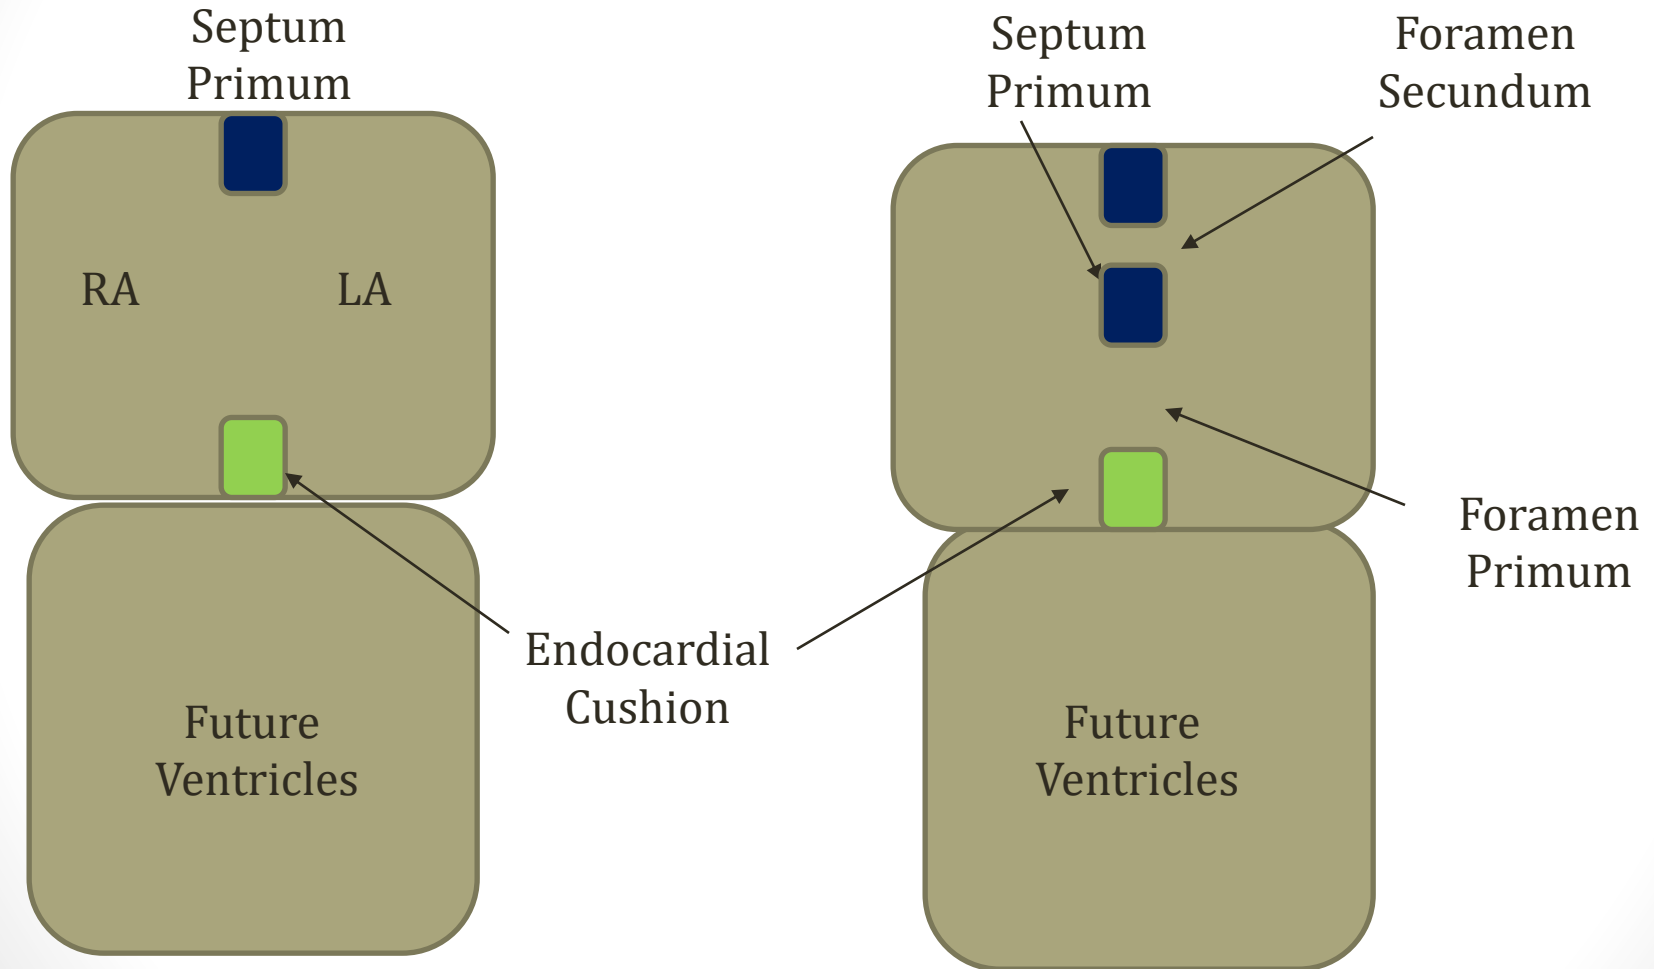 Septum
Primum
RA
LA
Future
Ventricles
Endocardial
Cushion
Septum
Primum
Foramen
Secundum
Foramen
Primum
Future
Ventricles